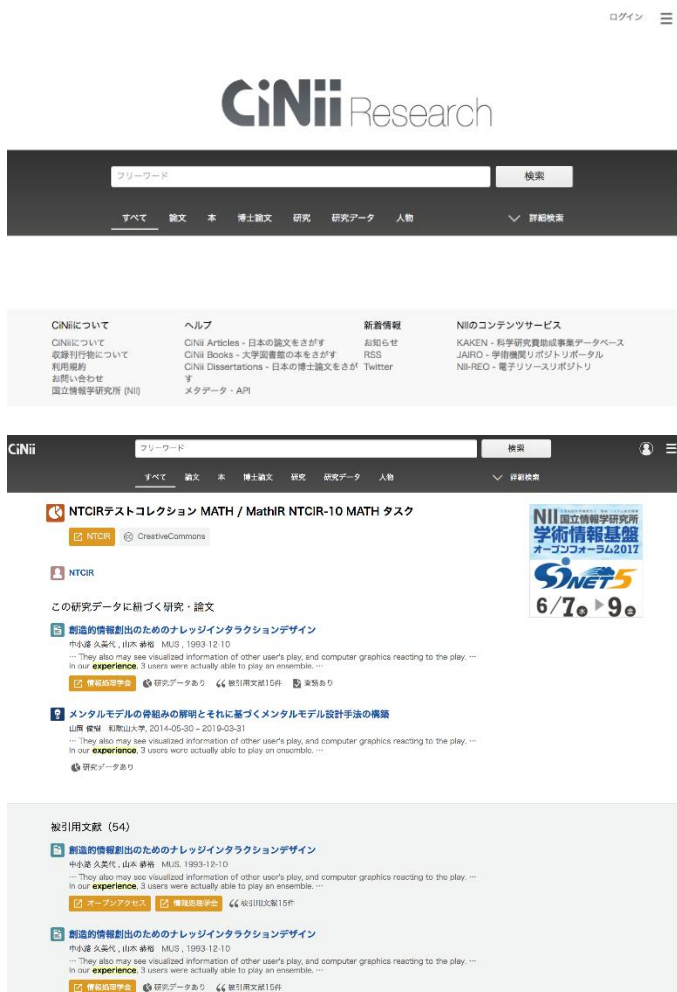 ログイン
CiNii Research
フリーワード
検索
すべて 論文 本 博士論文 研究 研究データ 人物 詳細検索
CiNiiについて
CiNiiについて
収録刊行物について
利用規約
お問い合わせ
国立情報学研究所 (NII)
ヘルプ
CiNii Articles - 日本の論文をさがす
CiNii Books - 大学図書館の本をさがす
CiNii Dissertations - 日本の博士論文をさが
す
メタデータ・API
新着情報
お知らせ
RSS
Twitter
NIIのコンテンツサービス
KAKEN - 科学研究費助成事業データベース
JAIRO - 学術機関リポジトリポータル
NII-REO - 電子リソースリポジトリ
CiNii
フリーワード
検索
すべて 論文 本 博士論文 研究 研究データ 人物 詳細検索
NTCIRテストコレクション MATH / MathIR NTCIR-10 MATH タスク
NTCIR CreativeCommons
NTCIR
NII 国立情報学研究所
学術情報基盤
オープンフォーラム2017
SINET5
6/7水▶9金
この研究データに紐づく研究・論文
創造的情報創出のためのナレッジインタラクションデザイン
中小路 久美代 , 山本 恭裕 MUS , 1993-12-10
… They also may see visualized information of other user's play, and computer graphics reacting to the play. …
In our experience, 3 users were actually able to play an ensemble. …
情報処理学会 研究データあり 被引用文献15件 査読あり
メンタルモデルの骨組みの解明とそれに基づくメンタルモデル設計手法の構築
山岡 俊樹 和歌山大学, 2014-05-30 – 2019-03-31
… They also may see visualized information of other user's play, and computer graphics reacting to the play. …
In our experience, 3 users were actually able to play an ensemble. …
研究データあり
被引用文献 (54)
創造的情報創出のためのナレッジインタラクションデザイン
中小路 久美代 , 山本 恭裕 MUS, 1993-12-10
… They also may see visualized information of other user's play, and computer graphics reacting to the play. …
In our experience, 3 users were actually able to play an ensemble. …
オープンアクセス 情報処理学会 被引用文献15件
創造的情報創出のためのナレッジインタラクションデザイン
中小路 久美代 , 山本 恭裕 MUS , 1993-12-10
… They also may see visualized information of other user's play, and computer graphics reacting to the play. …
In our experience, 3 users were actually able to play an ensemble. …
情報処理学会 研究データあり 被引用文献15件